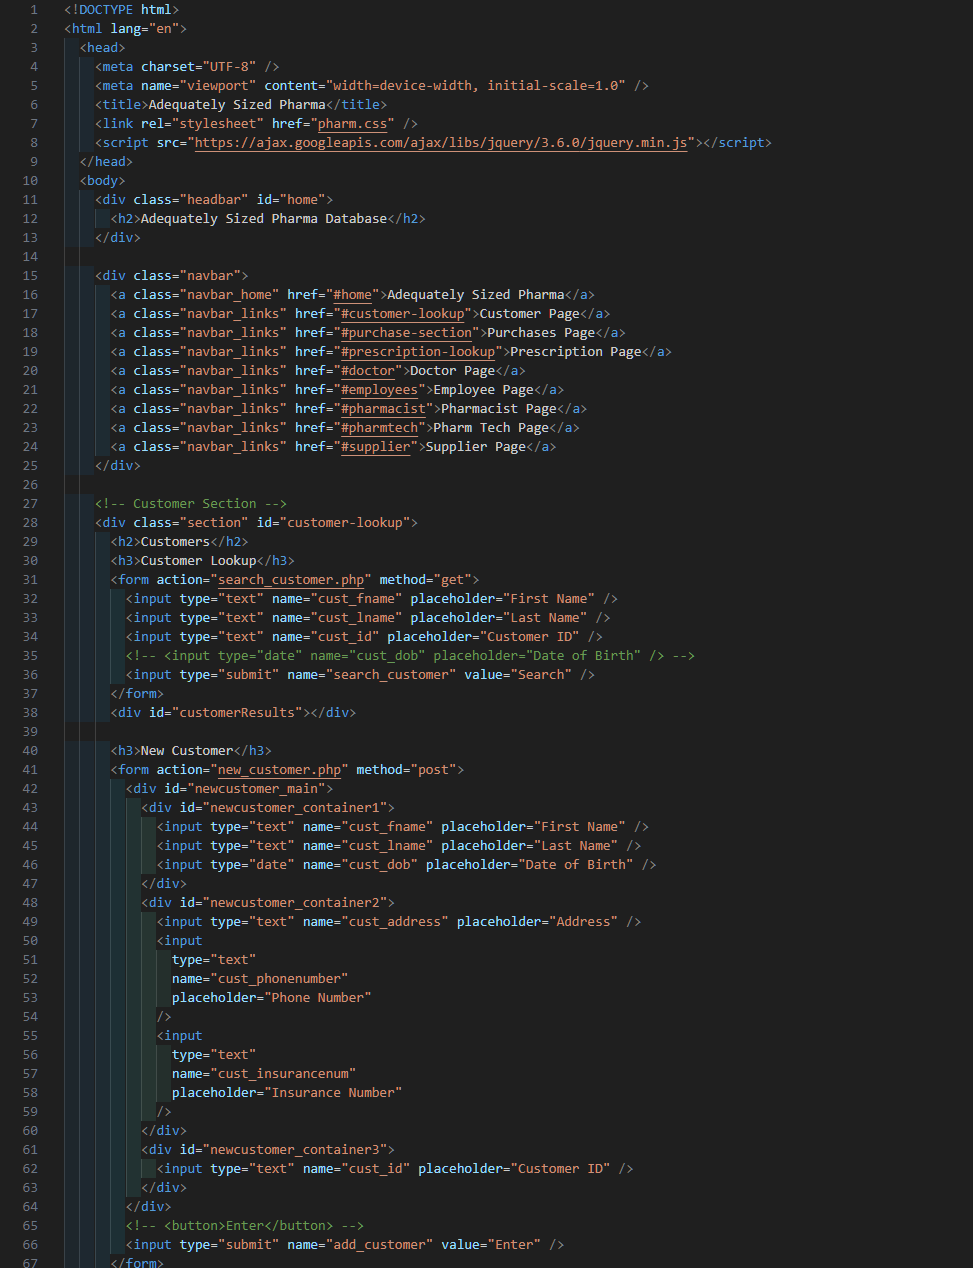 1 <!DOCTYPE html>
2 <html lang="en">
3 <head>
4 <meta charset="UTF-8" />
5 <meta name="viewport" content="width=device-width, initial-scale=1.0" />
6 <title>Adequately Sized Pharma</title>
7 <link rel="stylesheet" href="pharm.css" />
8 <script src="https://ajax.googleapis.com/ajax/libs/jquery/3.6.0/jquery.min.js"></script>
9 </head>
10 <body>
11 <div class="headbar" id="home">
12 <h2>Adequately Sized Pharma Database</h2>
13 </div>
14
15 <div class="navbar">
16 <a class="navbar_home" href="#home">Adequately Sized Pharma</a>
17 <a class="navbar_links" href="#customer-lookup">Customer Page</a>
18 <a class="navbar_links" href="#purchase-section">Purchases Page</a>
19 <a class="navbar_links" href="#prescription-lookup">Prescription Page</a>
20 <a class="navbar_links" href="#doctor">Doctor Page</a>
21 <a class="navbar_links" href="#employees">Employee Page</a>
22 <a class="navbar_links" href="#pharmacist">Pharmacist Page</a>
23 <a class="navbar_links" href="#pharmtech">Pharm Tech Page</a>
24 <a class="navbar_links" href="#supplier">Supplier Page</a>
25 </div>
26
27 <!-- Customer Section -->
28 <div class="section" id="customer-lookup">
29 <h2>Customers</h2>
30 <h3>Customer Lookup</h3>
31 <form action="search_customer.php" method="get">
32 <input type="text" name="cust_fname" placeholder="First Name" />
33 <input type="text" name="cust_lname" placeholder="Last Name" />
34 <input type="text" name="cust_id" placeholder="Customer ID" />
35 <!-- <input type="date" name="cust_dob" placeholder="Date of Birth" /> -->
36 <input type="submit" name="search_customer" value="Search" />
37 </form>
38 <div id="customerResults"></div>
39
40 <h3>New Customer</h3>
41 <form action="new_customer.php" method="post">
42 <div id="newcustomer_main">
43 <div id="newcustomer_container1">
44 <input type="text" name="cust_fname" placeholder="First Name" />
45 <input type="text" name="cust_lname" placeholder="Last Name" />
46 <input type="date" name="cust_dob" placeholder="Date of Birth" />
47 </div>
48 <div id="newcustomer_container2">
49 <input type="text" name="cust_address" placeholder="Address" />
50 <input
51 type="text"
52 name="cust_phonenumber"
53 placeholder="Phone Number"
54 />
55 <input
56 type="text"
57 name="cust_insurancenum"
58 placeholder="Insurance Number"
59 />
60 </div>
61 <div id="newcustomer_container3">
62 <input type="text" name="cust_id" placeholder="Customer ID" />
63 </div>
64 </div>
65 <!-- <button>Enter</button> -->
66 <input type="submit" name="add_customer" value="Enter" />
67 </form>